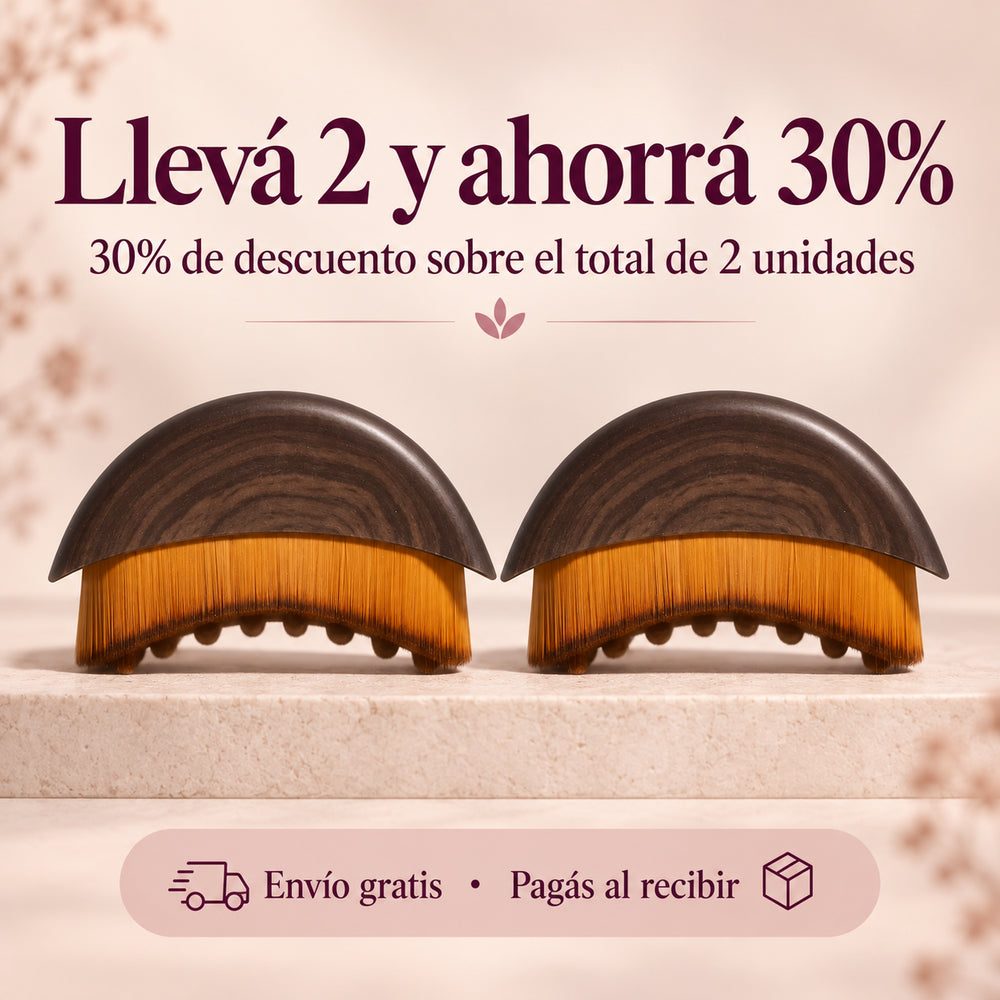 Llevá 2 y ahorrá 30%
30% de descuento sobre el total de 2 unidades
Envío gratis • Pagás al recibir